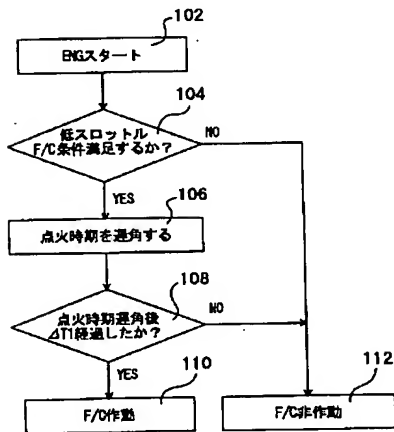 102
ENGスタート
104
低スロットル
F/C条件満足するか？
NO
YES
106
点火時期を遅角する
108
点火時期遅角後
ΔT1経過したか？
NO
YES
110
112
F/C作動
F/C非作動